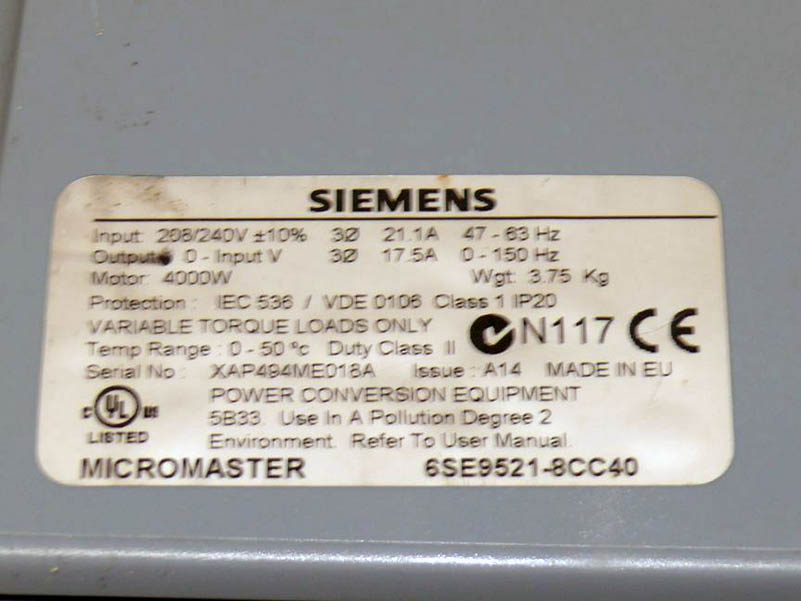 SIEMENS
Input: 208/240V ±10% 3Ø 21.1A 47 - 63 Hz
Output: 0 - Input V 3Ø 17.5A 0 - 150 Hz
Motor: 4000W Wgt: 3.75 Kg
Protection : IEC 536 / VDE 0106 Class 1 IP20
VARIABLE TORQUE LOADS ONLY
N117 CE
Temp Range : 0 - 50 °c Duty Class II
Serial No : XAP494ME018A Issue : A14 MADE IN EU
POWER CONVERSION EQUIPMENT
c UL us
5B33. Use In A Pollution Degree 2
LISTED
Environment. Refer To User Manual.
MICROMASTER 6SE9521-8CC40